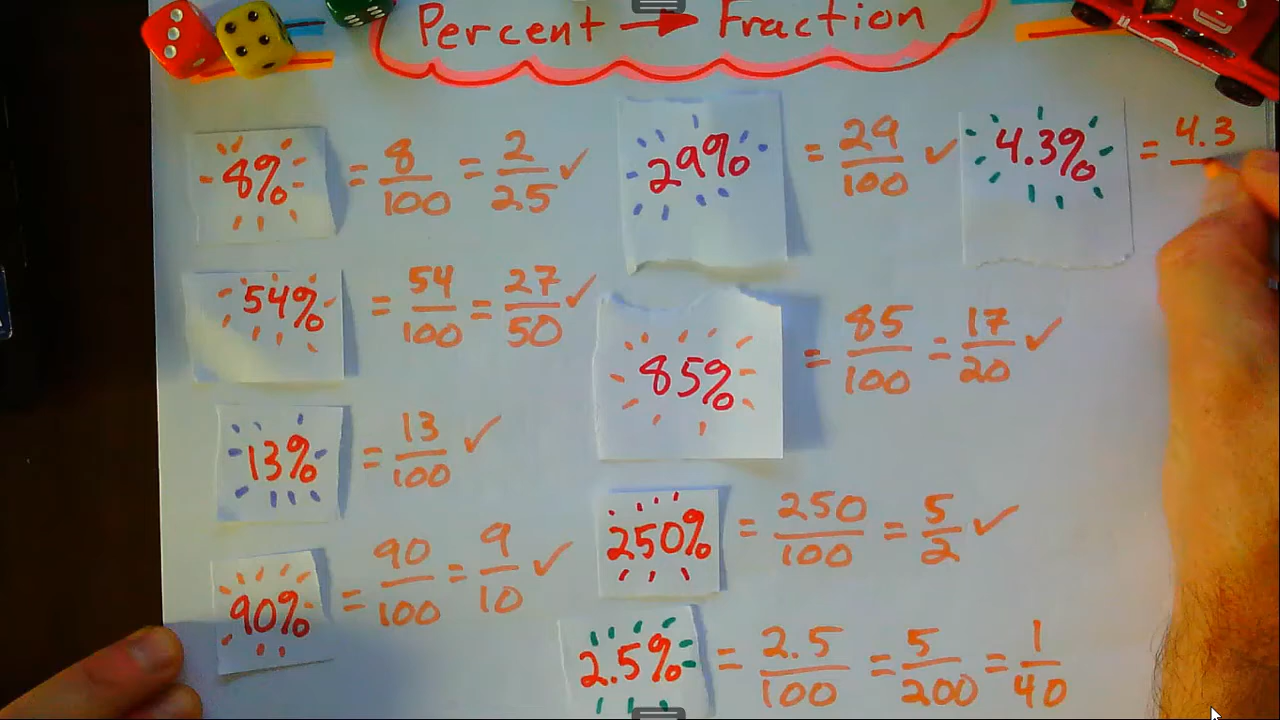 Percent → Fraction
8% = 8/100 = 2/25 ✓
54% = 54/100 = 27/50 ✓
13% = 13/100 ✓
90% = 90/100 = 9/10 ✓
29% = 29/100 ✓
85% = 85/100 = 17/20 ✓
250% = 250/100 = 5/2 ✓
2.5% = 2.5/100 = 5/200 = 1/40
4.3% = 4.3